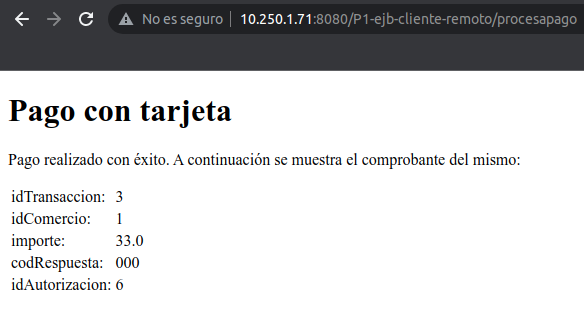 No es seguro 10.250.1.71:8080/P1-ejb-cliente-remoto/procesapago
Pago con tarjeta
Pago realizado con éxito. A continuación se muestra el comprobante del mismo:
idTransaccion: 3
idComercio: 1
importe: 33.0
codRespuesta: 000
idAutorizacion: 6